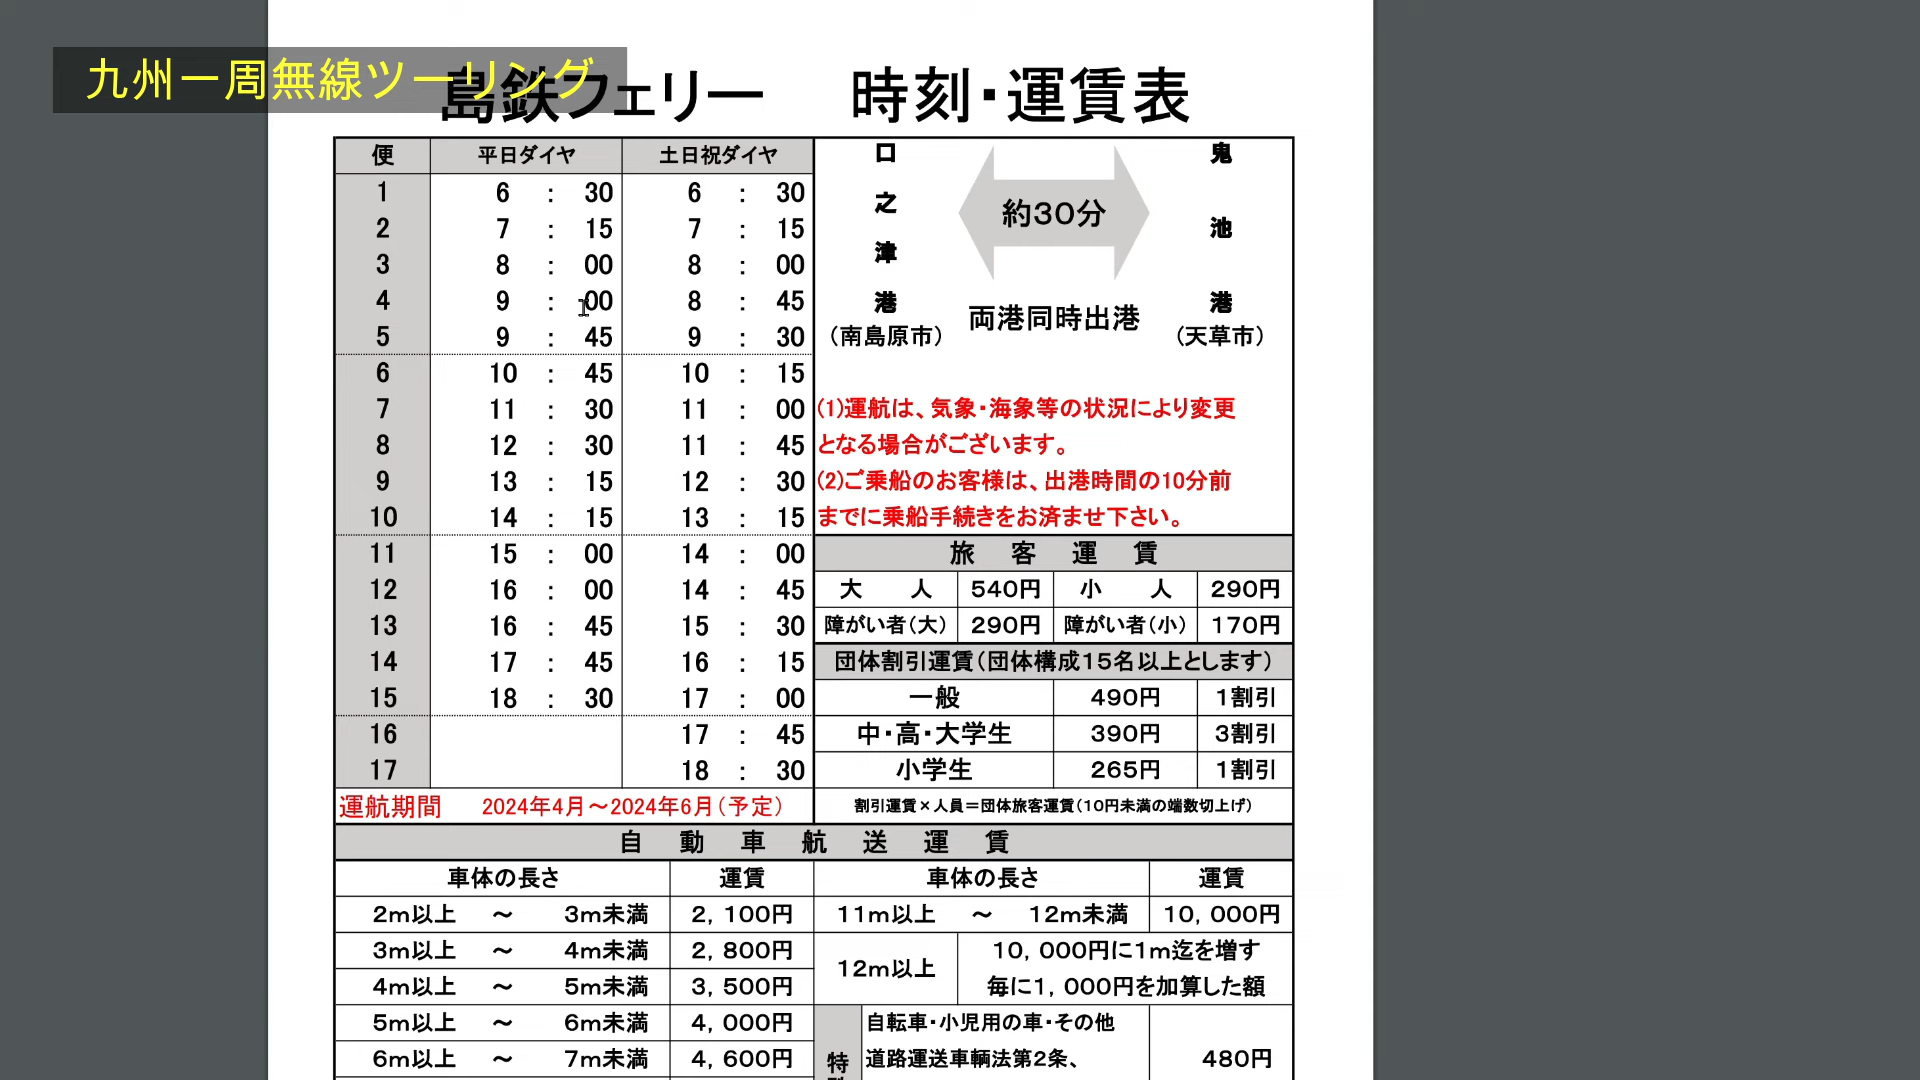 九州一周無線ツーリング
島鉄フェリー 時刻・運賃表
便 平日ダイヤ 土日祝ダイヤ
1 6 : 30 6 : 30
2 7 : 15 7 : 15
3 8 : 00 8 : 00
4 9 : 00 8 : 45
5 9 : 45 9 : 30
6 10 : 45 10 : 15
7 11 : 30 11 : 00
8 12 : 30 11 : 45
9 13 : 15 12 : 30
10 14 : 15 13 : 15
11 15 : 00 14 : 00
12 16 : 00 14 : 45
13 16 : 45 15 : 30
14 17 : 45 16 : 15
15 18 : 30 17 : 00
16 17 : 45
17 18 : 30
運航期間 2024年4月～2024年6月(予定)
口之津港
(南島原市)
約30分
両港同時出港
鬼池港
(天草市)
(1)運航は、気象・海象等の状況により変更
となる場合がございます。
(2)ご乗船のお客様は、出港時間の10分前
までに乗船手続きをお済ませ下さい。
旅客運賃
大人 540円 小人 290円
障がい者(大) 290円 障がい者(小) 170円
団体割引運賃(団体構成15名以上とします)
一般 490円 1割引
中・高・大学生 390円 3割引
小学生 265円 1割引
割引運賃×人員=団体旅客運賃(10円未満の端数切上げ)
自動車航送運賃
車体の長さ 運賃 車体の長さ 運賃
2m以上 ～ 3m未満 2,100円 11m以上 ～ 12m未満 10,000円
3m以上 ～ 4m未満 2,800円
4m以上 ～ 5m未満 3,500円
12m以上 10,000円に1m迄を増す
毎に1,000円を加算した額
5m以上 ～ 6m未満 4,000円
6m以上 ～ 7m未満 4,600円
特
自転車・小児用の車・その他
道路運送車輌法第2条、 480円